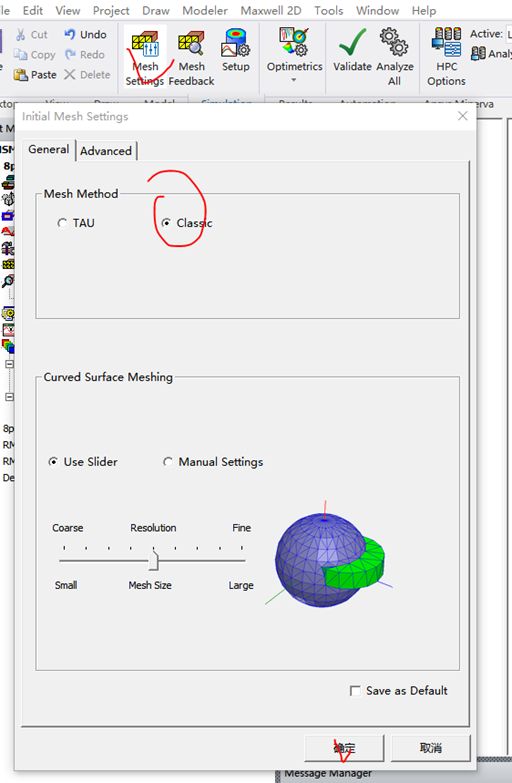 Edit View Project Draw Modeler Maxwell 2D Tools Window Help
Cut Undo
Copy Redo
Paste Delete
Mesh Settings
Mesh Feedback
Setup
Optimetrics
Validate
Analyze All
HPC Options
Active:
Initial Mesh Settings
General Advanced
Mesh Method
TAU Classic
Curved Surface Meshing
Use Slider Manual Settings
Coarse Resolution Fine
Small Mesh Size Large
Save as Default
确定 取消
Message Manager